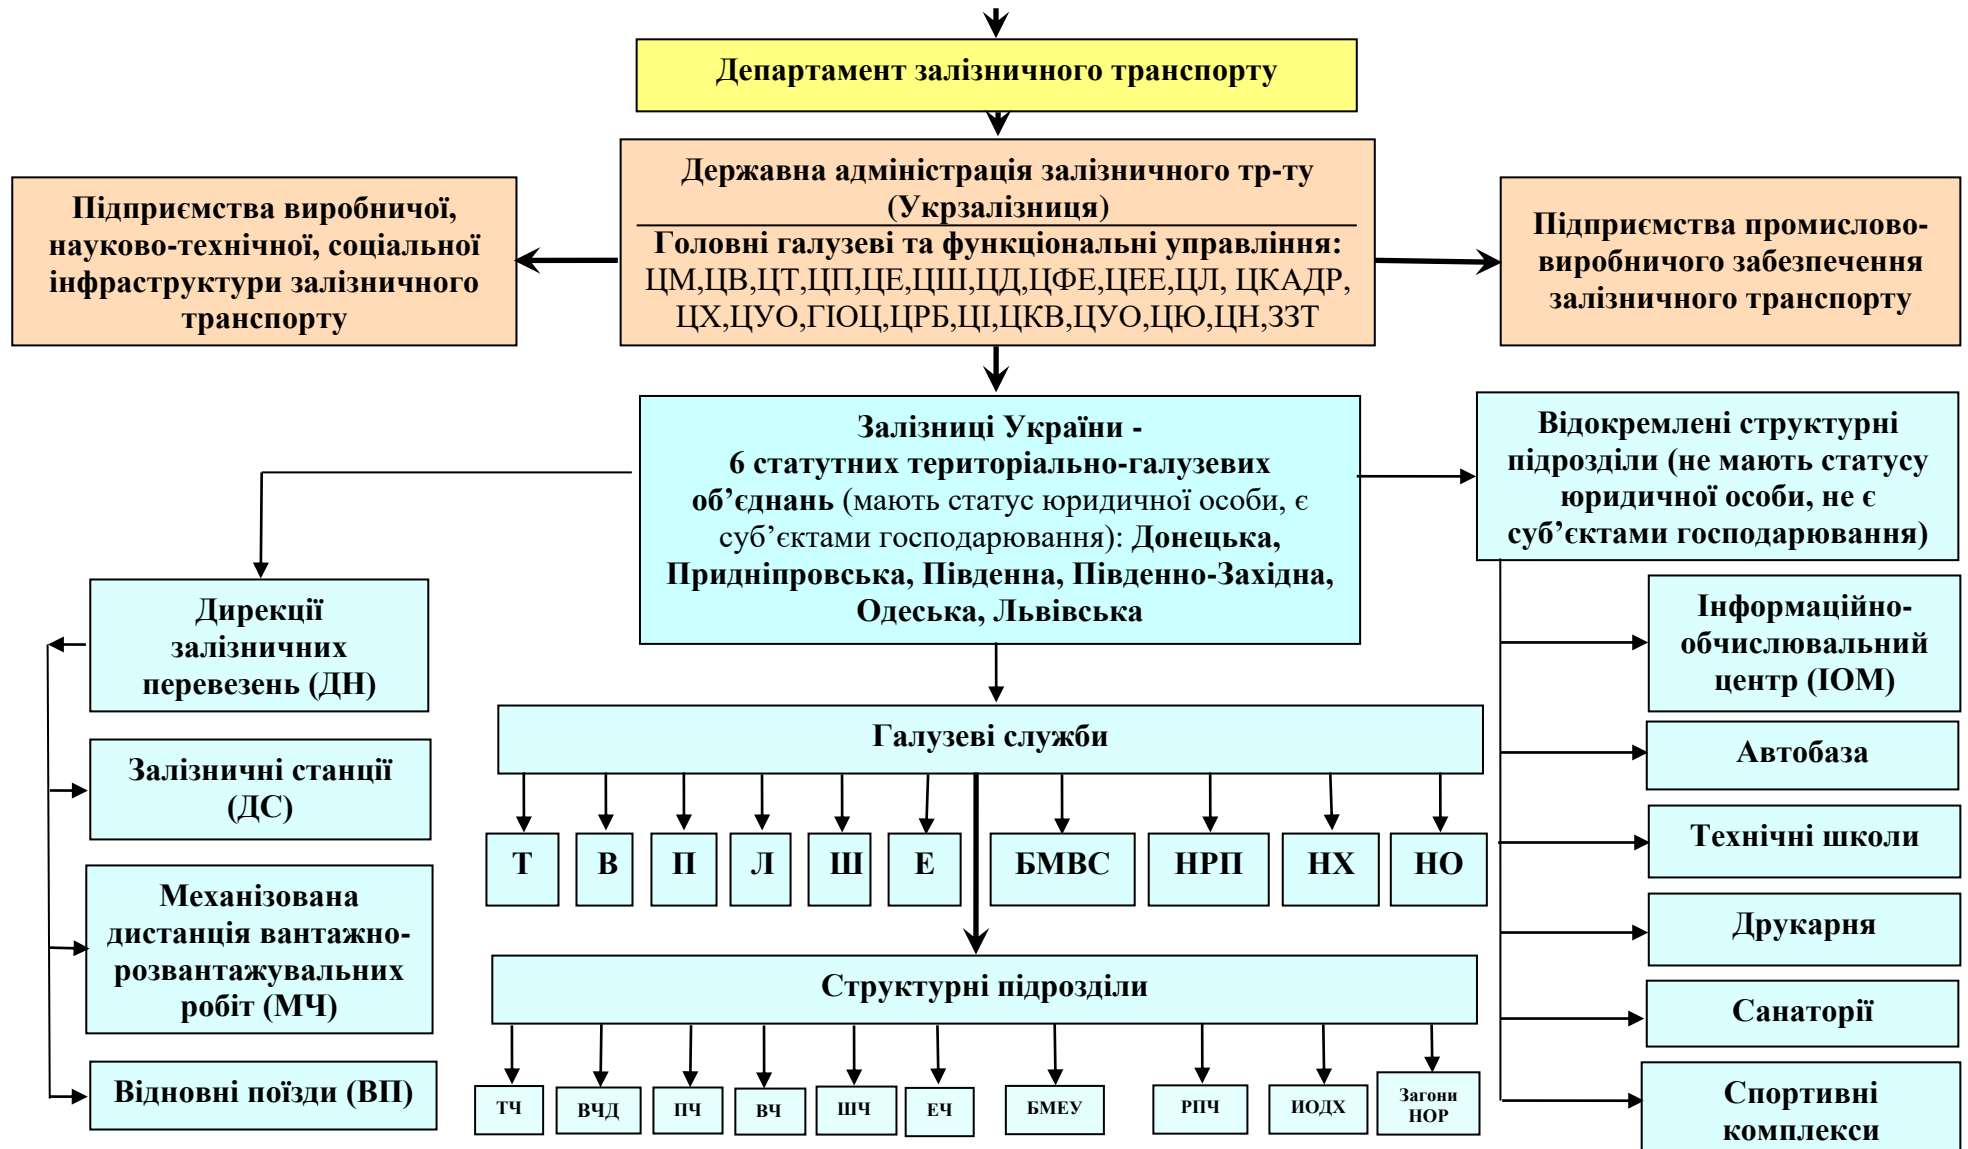 Департамент залізничного транспорту
Державна адміністрація залізничного тр-ту
(Укрзалізниця)
Головні галузеві та функціональні управління:
ЦМ,ЦВ,ЦТ,ЦП,ЦЕ,ЦШ,ЦД,ЦФЕ,ЦЕЕ,ЦЛ, ЦКАДР,
ЦХ,ЦУО,ГІОЦ,ЦРБ,ЦІ,ЦКВ,ЦУО,ЦЮ,ЦН,ЗЗТ
Підприємства виробничої,
науково-технічної, соціальної
інфраструктури залізничного
транспорту
Підприємства промислово-
виробничого забезпечення
залізничного транспорту
Залізниці України -
6 статутних територіально-галузевих
об’єднань (мають статус юридичної особи, є
суб’єктами господарювання): Донецька,
Придніпровська, Південна, Південно-Західна,
Одеська, Львівська
Відокремлені структурні
підрозділи (не мають статусу
юридичної особи, не є
суб’єктами господарювання)
Дирекції
залізничних
перевезень (ДН)
Залізничні станції
(ДС)
Механізована
дистанція вантажно-
розвантажувальних
робіт (МЧ)
Відновні поїзди (ВП)
Галузеві служби
Т
В
П
Л
Ш
Е
БМВС
НРП
НХ
НО
Структурні підрозділи
ТЧ
ВЧД
ПЧ
ВЧ
ШЧ
ЕЧ
БМЕУ
РПЧ
ИОДХ
Загони
НОР
Інформаційно-
обчислювальний
центр (ІОМ)
Автобаза
Технічні школи
Друкарня
Санаторії
Спортивні
комплекси